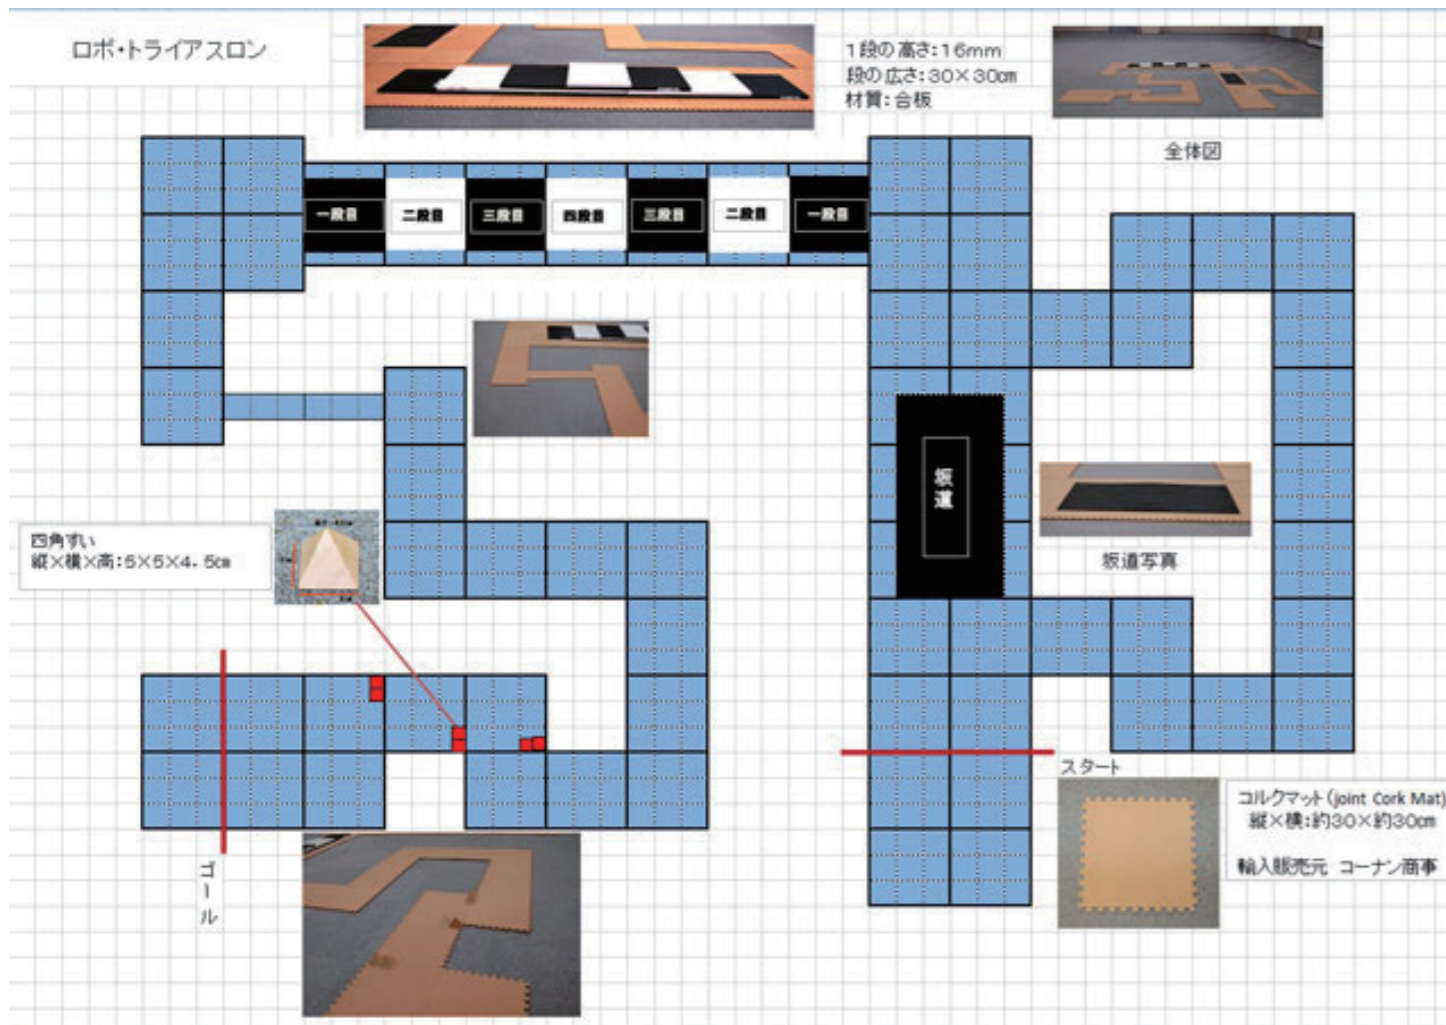 ロボ・トライアスロン
1段の高さ：16mm
段の広さ：30×30cm
材質：合板
全体図
一段目
二段目
三段目
四段目
三段目
二段目
一段目
坂道
坂道写真
四角すい
縦×横×高：5×5×4．5cm
スタート
コルクマット(joint Cork Mat)
縦×横：約30×約30cm
輸入販売元　コーナン商事
ゴール